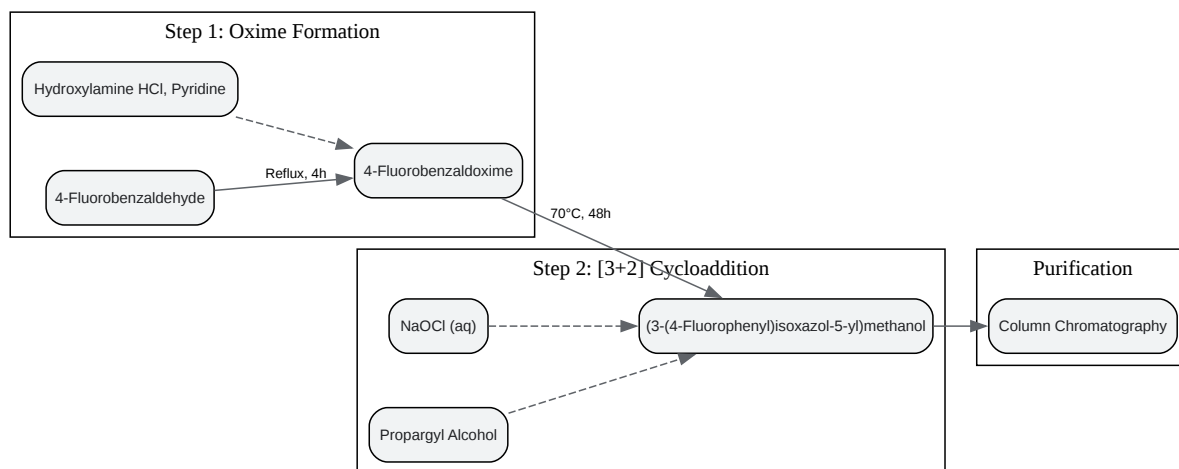 Step 1: Oxime Formation
Hydroxylamine HCl, Pyridine
4-Fluorobenzaldehyde
Reflux, 4h
4-Fluorobenzaldoxime
70°C, 48h
Step 2: [3+2] Cycloaddition
NaOCl (aq)
Propargyl Alcohol
(3-(4-Fluorophenyl)isoxazol-5-yl)methanol
Purification
Column Chromatography